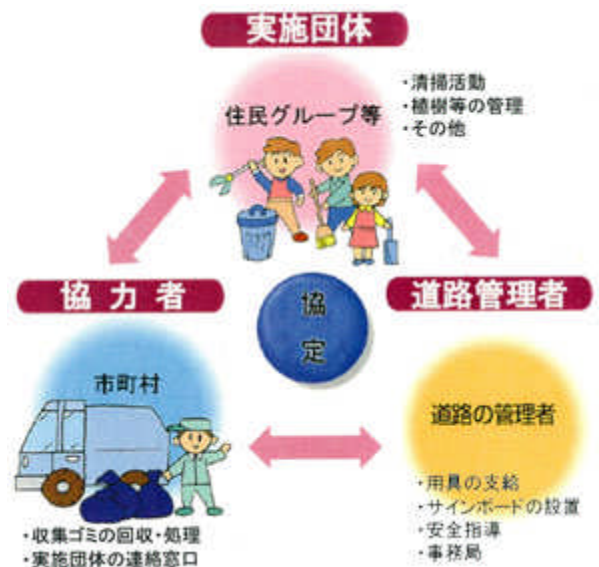 実施団体
住民グループ等
・清掃活動
・植樹等の管理
・その他
協力者
協定
道路管理者
市町村
道路の管理者
・収集ゴミの回収・処理
・実施団体の連絡窓口
・用具の支給
・サインボードの設置
・安全指導
・事務局